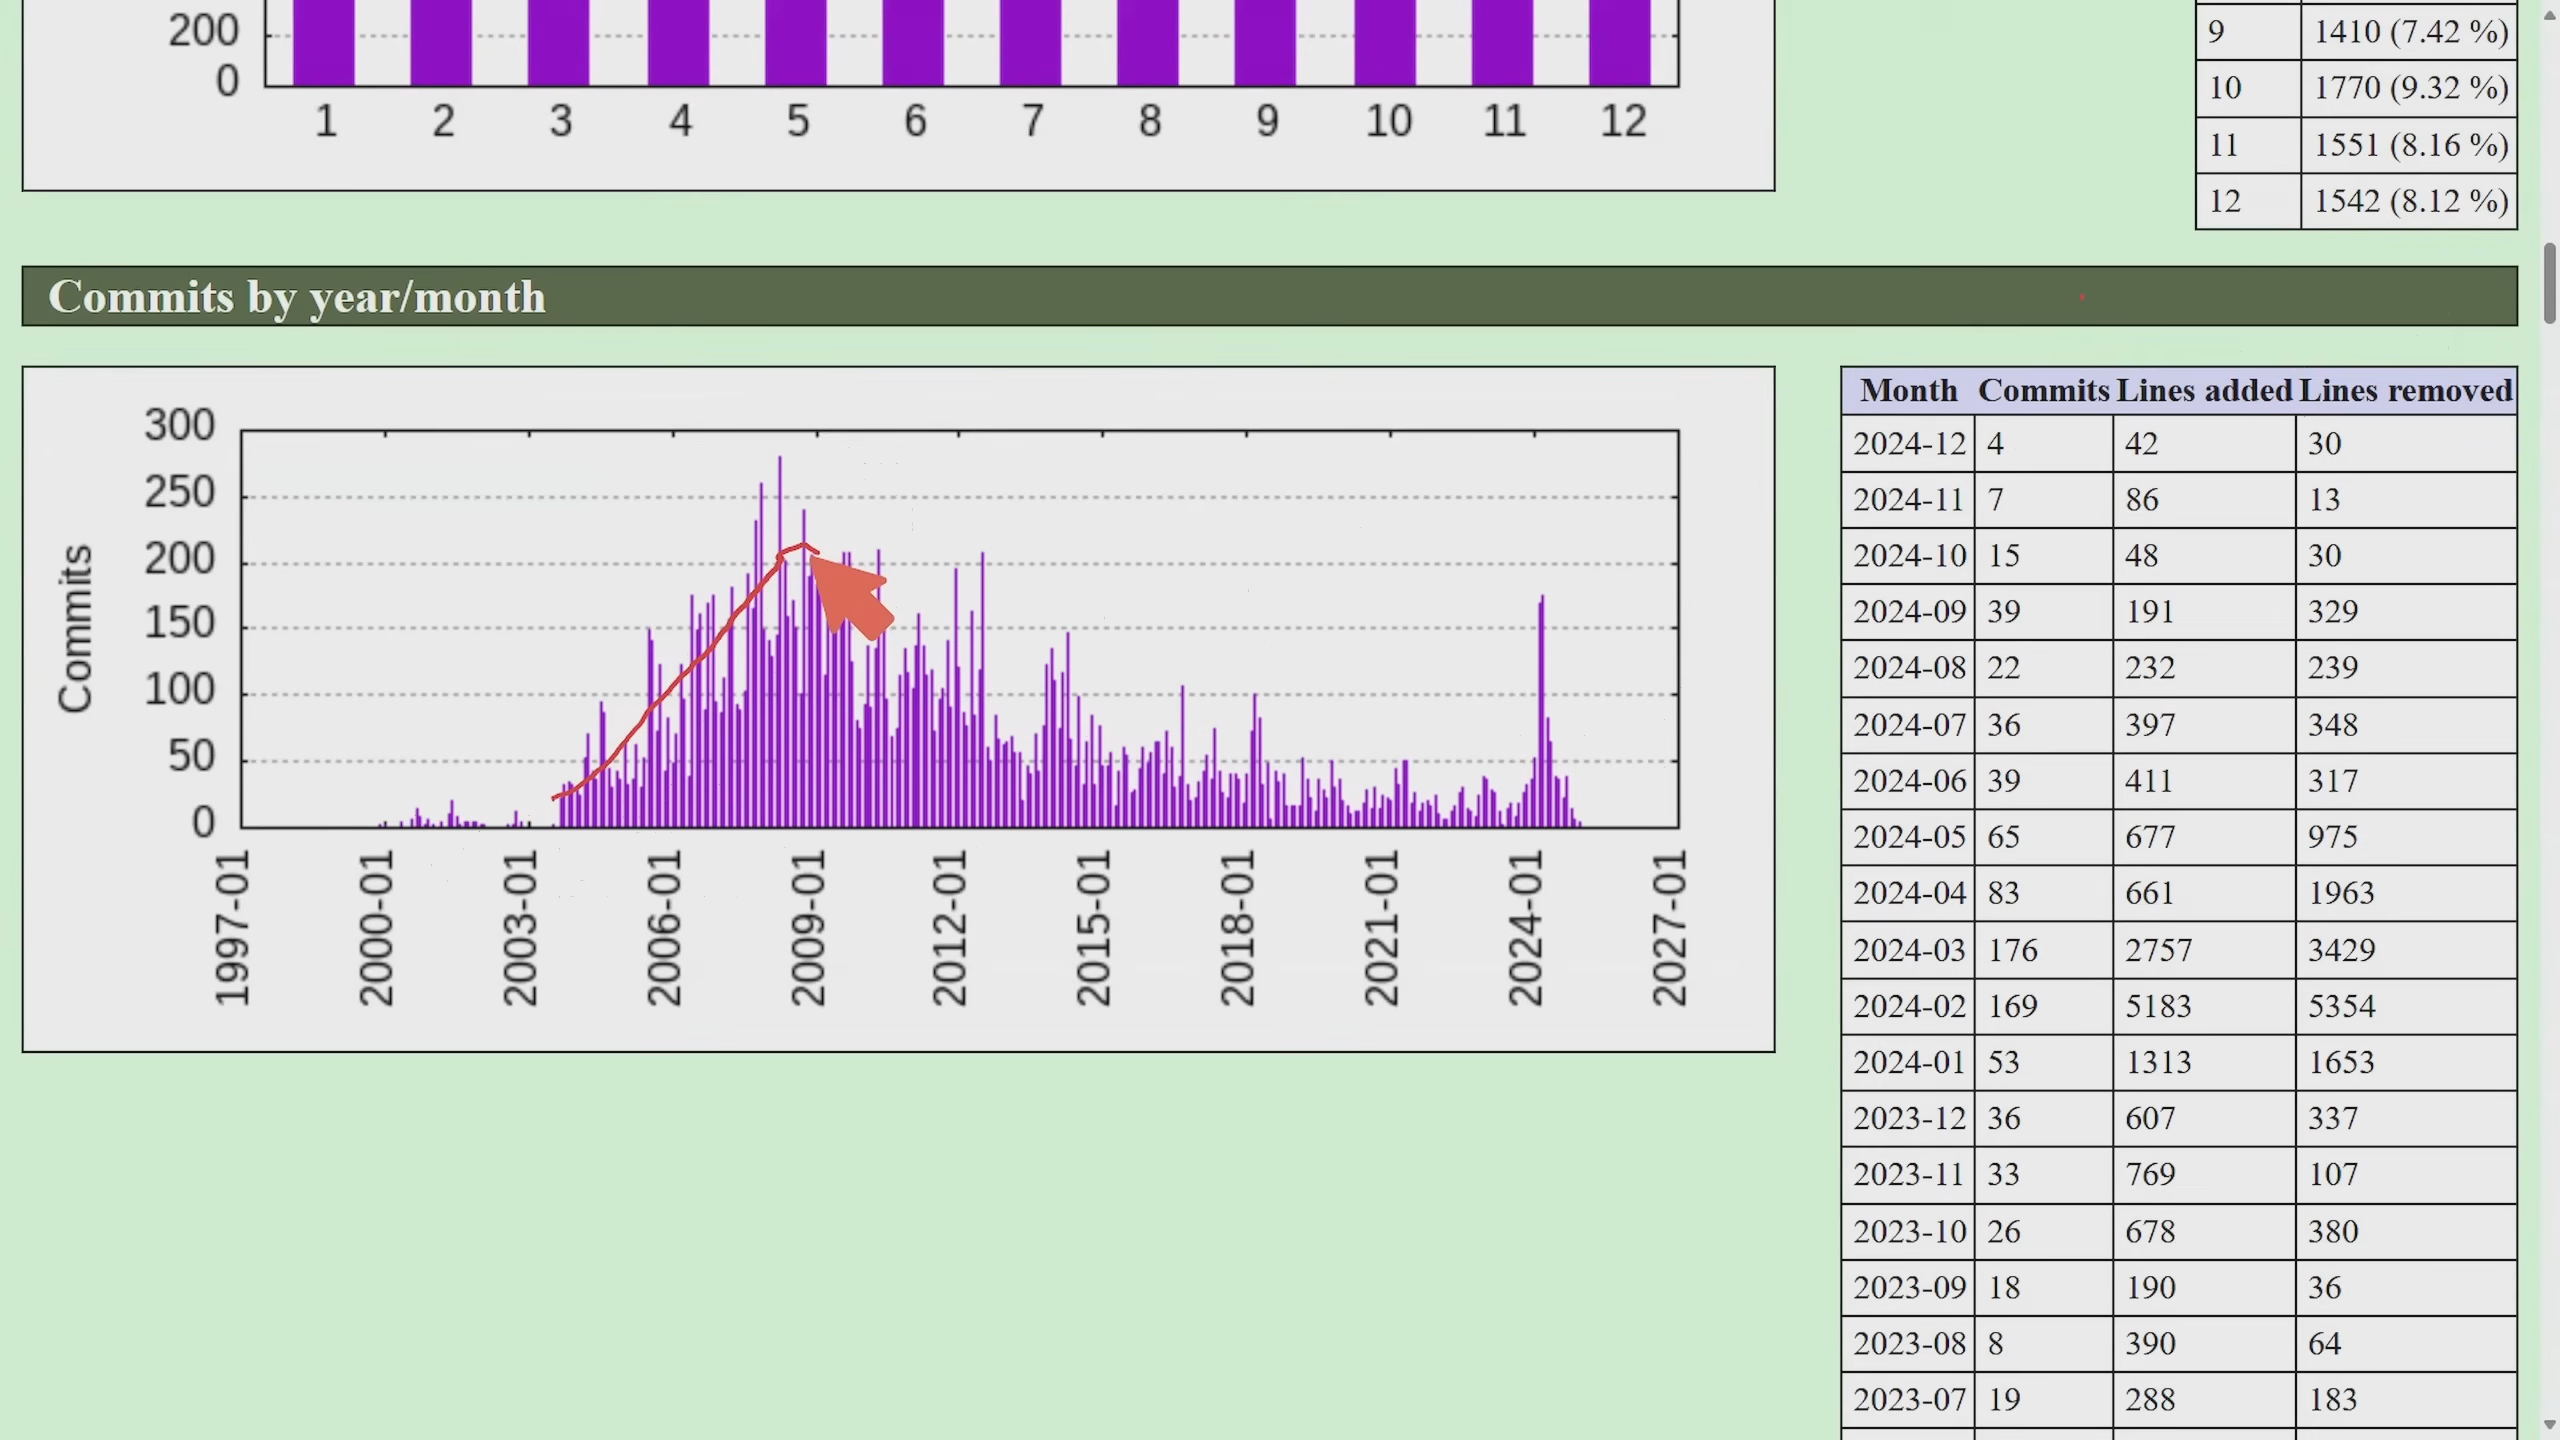 200
0
1 2 3 4 5 6 7 8 9 10 11 12
9 1410 (7.42 %)
10 1770 (9.32 %)
11 1551 (8.16 %)
12 1542 (8.12 %)
Commits by year/month
Commits
300
250
200
150
100
50
0
1997-01 2000-01 2003-01 2006-01 2009-01 2012-01 2015-01 2018-01 2021-01 2024-01 2027-01
Month Commits Lines added Lines removed
2024-12 4 42 30
2024-11 7 86 13
2024-10 15 48 30
2024-09 39 191 329
2024-08 22 232 239
2024-07 36 397 348
2024-06 39 411 317
2024-05 65 677 975
2024-04 83 661 1963
2024-03 176 2757 3429
2024-02 169 5183 5354
2024-01 53 1313 1653
2023-12 36 607 337
2023-11 33 769 107
2023-10 26 678 380
2023-09 18 190 36
2023-08 8 390 64
2023-07 19 288 183